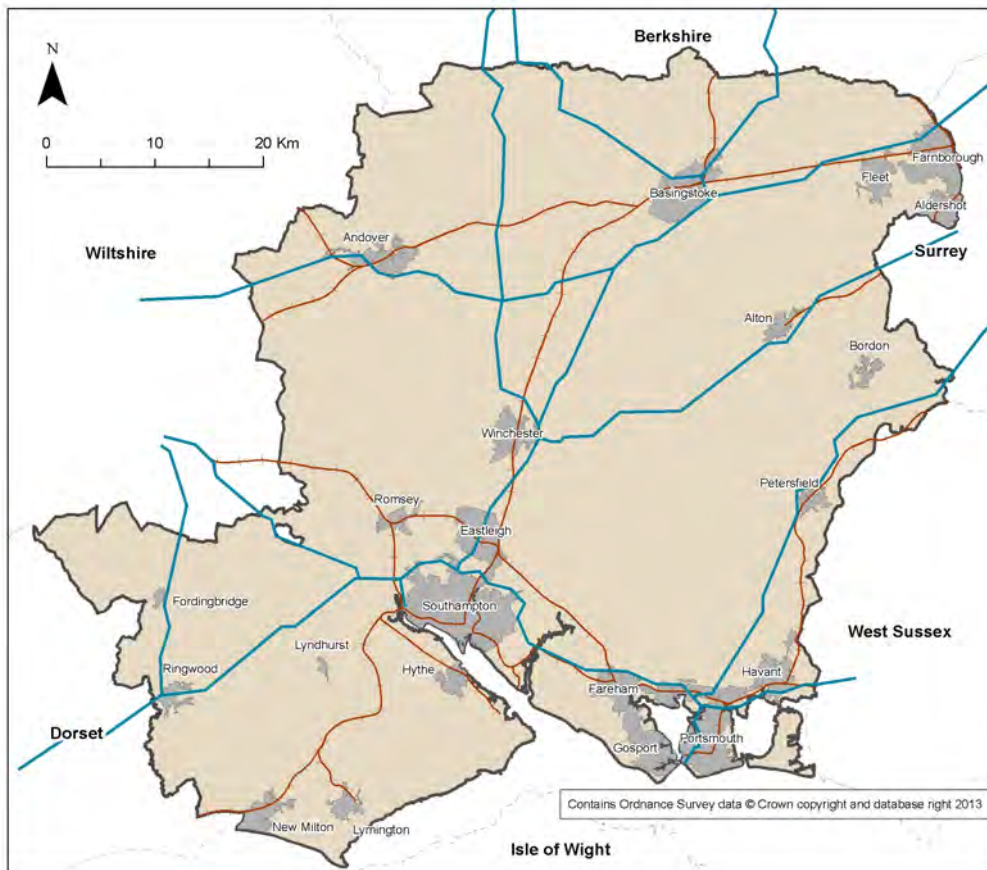 Berkshire
N
0 10 20 Km
Farnborough
Fleet
Basingstoke
Aldershot
Andover
Wiltshire
Surrey
Alton
Bordon
Winchester
Petersfield
Romsey
Eastleigh
Fordingbridge
Southampton
West Sussex
Lyndhurst
Ringwood
Hythe
Havant
Fareham
Dorset
Portsmouth
Gosport
Contains Ordnance Survey data © Crown copyright and database right 2013
New Milton
Lymington
Isle of Wight